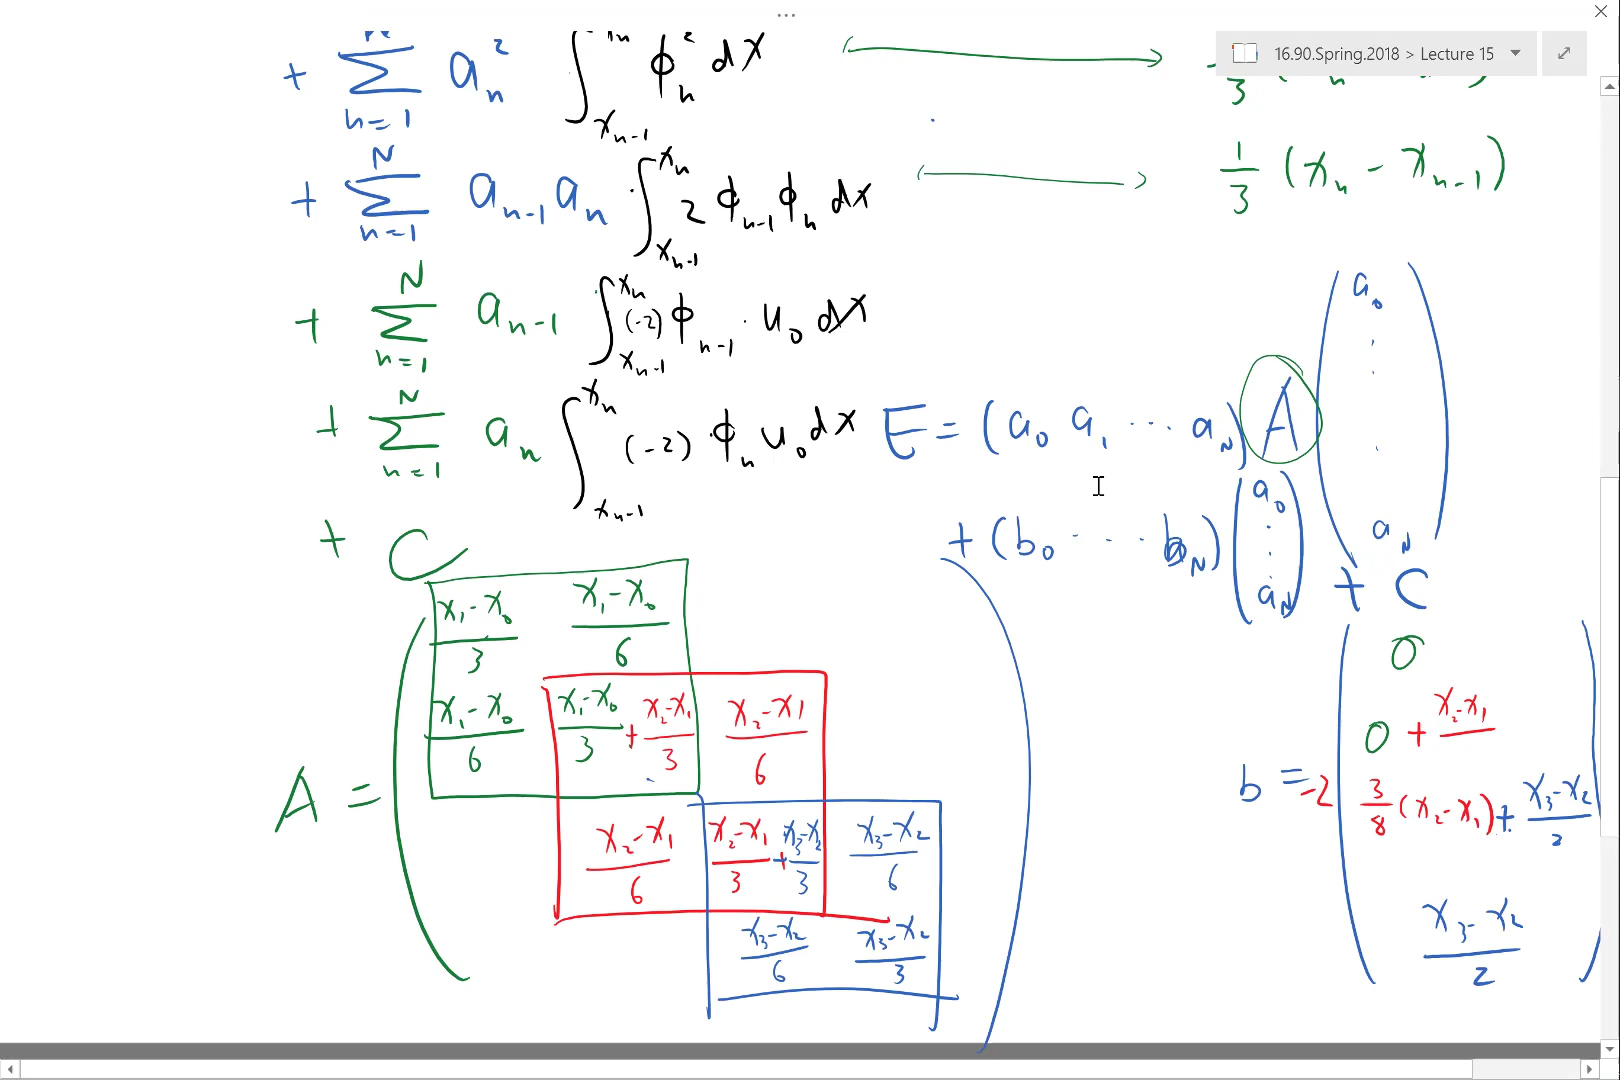 16.90.Spring.2018 > Lecture 15
+ ∑_{n=1}^{N} a_n^2 ∫_{x_{n-1}}^{x_n} ϕ_n^2 dx ⟷
+ ∑_{n=1}^{N} a_{n-1} a_n ∫_{x_{n-1}}^{x_n} 2 ϕ_{n-1} ϕ_n dx ⟷ 1/3 (x_n - x_{n-1})
+ ∑_{n=1}^{N} a_{n-1} ∫_{x_{n-1}}^{x_n} (-2) ϕ_{n-1} · u_0 dx
+ ∑_{n=1}^{N} a_n ∫_{x_{n-1}}^{x_n} (-2) ϕ_n u_0 dx
E = (a_0 a_1 ⋯ a_N) A (a_0 ⋮ a_N)
+ (b_0 ⋯ b_N) (a_0 ⋮ a_N) + C
+ C
A = (
(x_1-x_0)/3 (x_1-x_0)/6
(x_1-x_0)/6 (x_1-x_0)/3 + (x_2-x_1)/3 (x_2-x_1)/6
(x_2-x_1)/6 (x_2-x_1)/3 + (x_3-x_2)/3 (x_3-x_2)/6
(x_3-x_2)/6 (x_3-x_2)/3
)
b = -2 (
0
0 + x_2-x_1
3/8 (x_2-x_1) + (x_3-x_2)/2
(x_3-x_2)/2
)